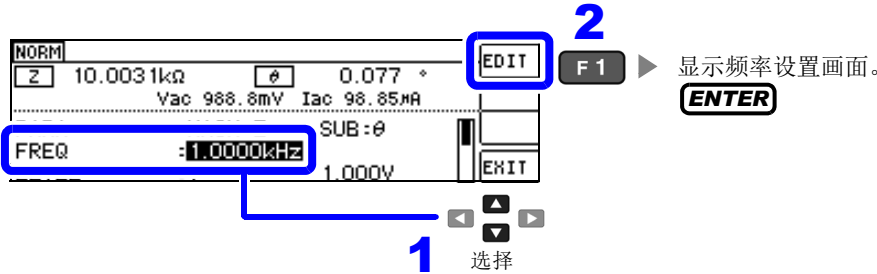 2
NORM
EDIT
F1
显示频率设置画面。
ENTER
Z 10.0031kΩ θ 0.077 °
Vac 988.8mV Iac 98.85μA
SUB:θ
FREQ :1.0000kHz
1.000V
EXIT
1
选择